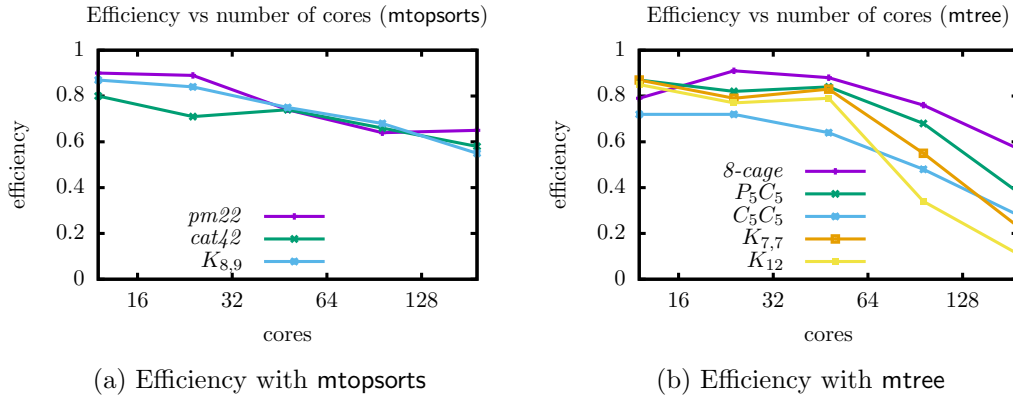 Efficiency vs number of cores (mtopsorts)
1
0.8
0.6
0.4
0.2
0
efficiency
pm22
cat42
K8,9
16 32 64 128
cores
(a) Efficiency with mtopsorts
Efficiency vs number of cores (mtree)
1
0.8
0.6
0.4
0.2
0
efficiency
8-cage
P5C5
C5C5
K7,7
K12
16 32 64 128
cores
(b) Efficiency with mtree